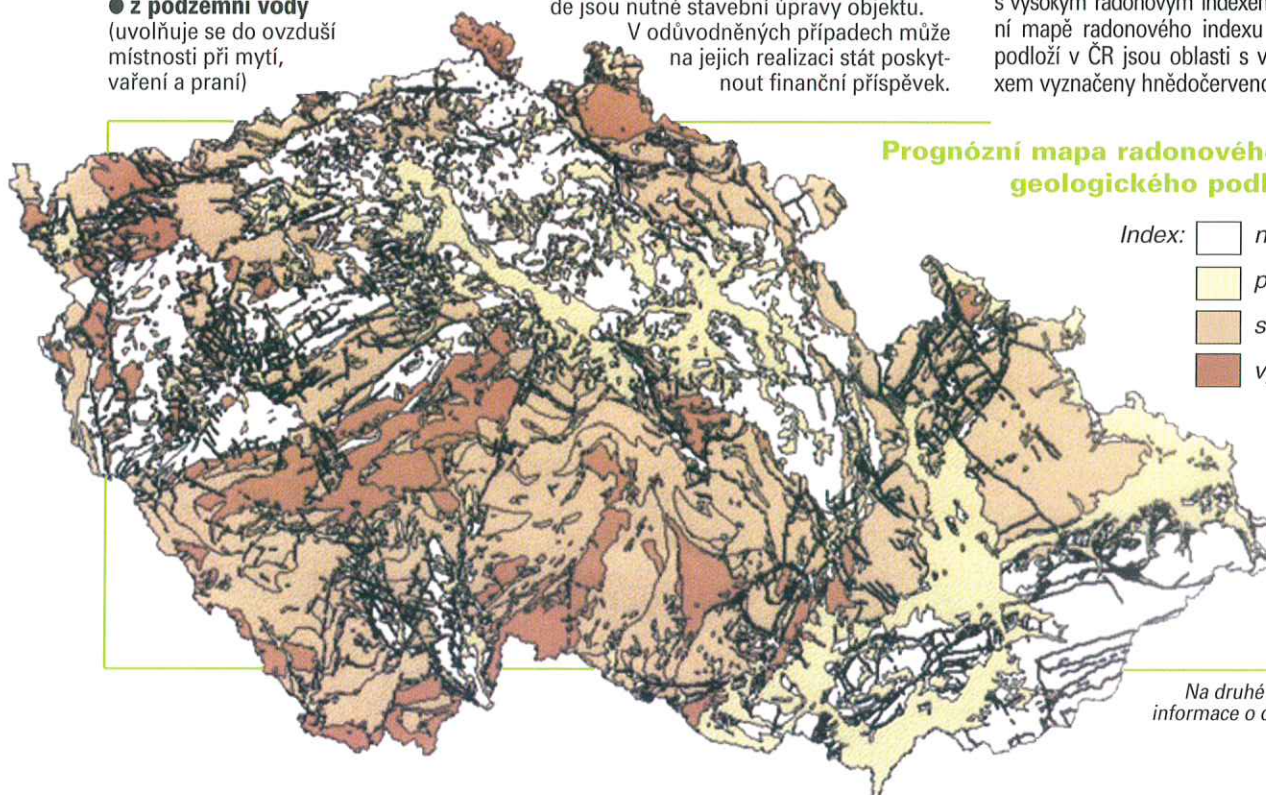 ● z podzemní vody
(uvolňuje se do ovzduší
místnosti při mytí,
vaření a praní)
de jsou nutné stavební úpravy objektu.
V odůvodněných případech může
na jejich realizaci stát poskyt-
nout finanční příspěvek.
s vysokým radonovým indexem
ní mapě radonového indexu
podloží v ČR jsou oblasti s v
xem vyznačeny hnědočerveno
Prognózní mapa radonového
geologického podl
Index:
n
p
s
v
Na druhé
informace o